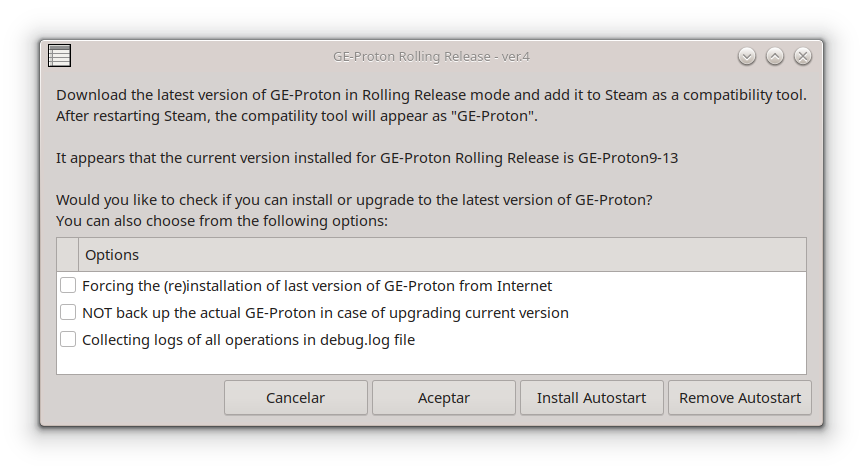 GE-Proton Rolling Release - ver.4
Download the latest version of GE-Proton in Rolling Release mode and add it to Steam as a compatibility tool.
After restarting Steam, the compatility tool will appear as "GE-Proton".
It appears that the current version installed for GE-Proton Rolling Release is GE-Proton9-13
Would you like to check if you can install or upgrade to the latest version of GE-Proton?
You can also choose from the following options:
Options
Forcing the (re)installation of last version of GE-Proton from Internet
NOT back up the actual GE-Proton in case of upgrading current version
Collecting logs of all operations in debug.log file
Cancelar Aceptar Install Autostart Remove Autostart